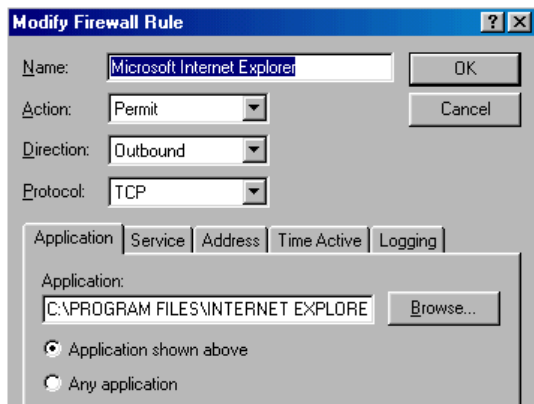 Modify Firewall Rule
Name: Microsoft Internet Explorer
OK
Action: Permit
Cancel
Direction: Outbound
Protocol: TCP
Application Service Address Time Active Logging
Application:
C:\PROGRAM FILES\INTERNET EXPLORE
Browse...
Application shown above
Any application